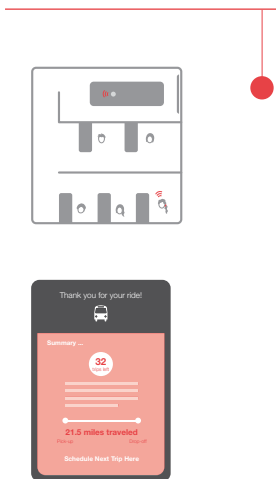 Thank you for your ride!
Summary ...
32
trips left
21.5 miles traveled
Pick-up Drop off
Schedule Next Trip Here